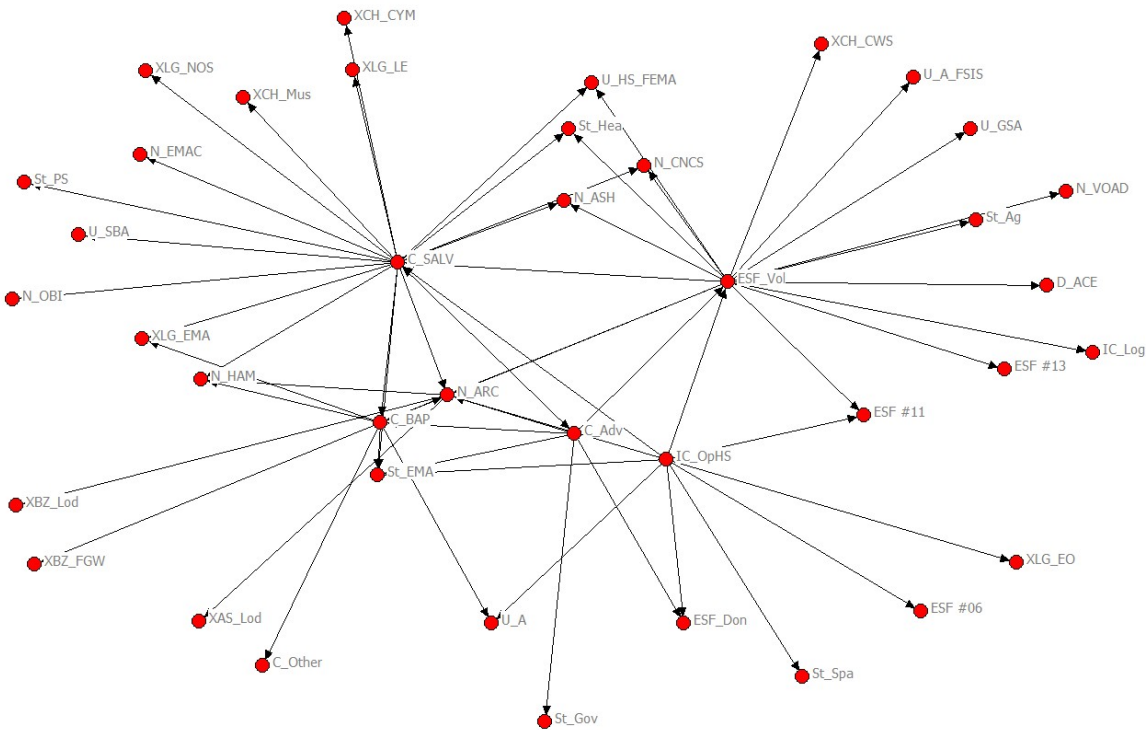 XCH_CYM
XCH_CWS
XLG_NOS
XLG_LE
U_HS_FEMA
U_A_FSIS
XCH_Mus
St_Hea
U_GSA
N_EMAC
N_CNCS
St_PS
N_ASH
N_VOAD
St_Ag
U_SBA
C_SALV
ESF_Vol
D_ACE
N_OBI
XLG_EMA
IC_Log
ESF #13
N_HAM
N_ARC
ESF #11
C_BAP
C_Adv
IC_OpHS
St_EMA
XBZ_Lod
XBZ_FGW
XLG_EO
ESF #06
XAS_Lod
U_A
ESF_Don
C_Other
St_Spa
St_Gov